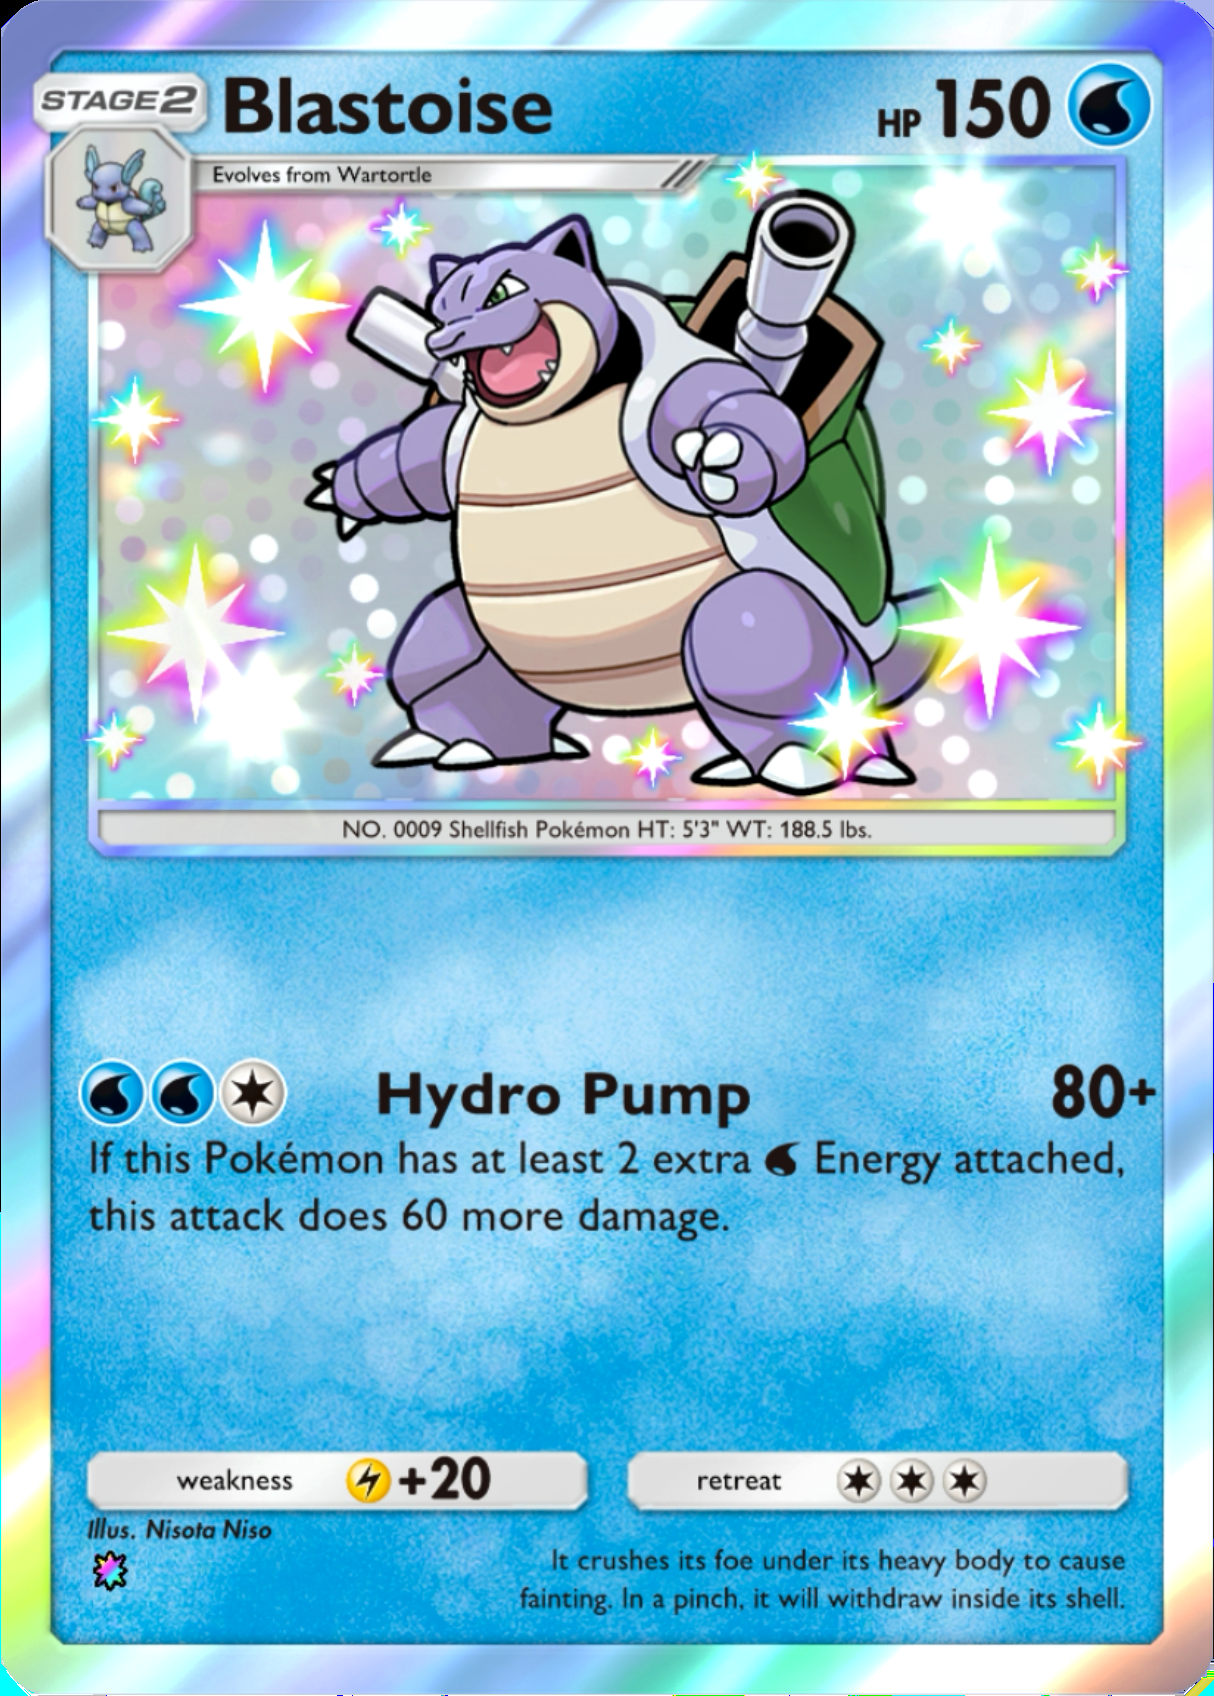 STAGE2
Blastoise
HP 150
Evolves from Wartortle
NO. 0009 Shellfish Pokémon HT: 5'3" WT: 188.5 lbs.
Hydro Pump 80+
If this Pokémon has at least 2 extra Energy attached,
this attack does 60 more damage.
weakness +20
retreat
Illus. Nisota Niso
It crushes its foe under its heavy body to cause
fainting. In a pinch, it will withdraw inside its shell.